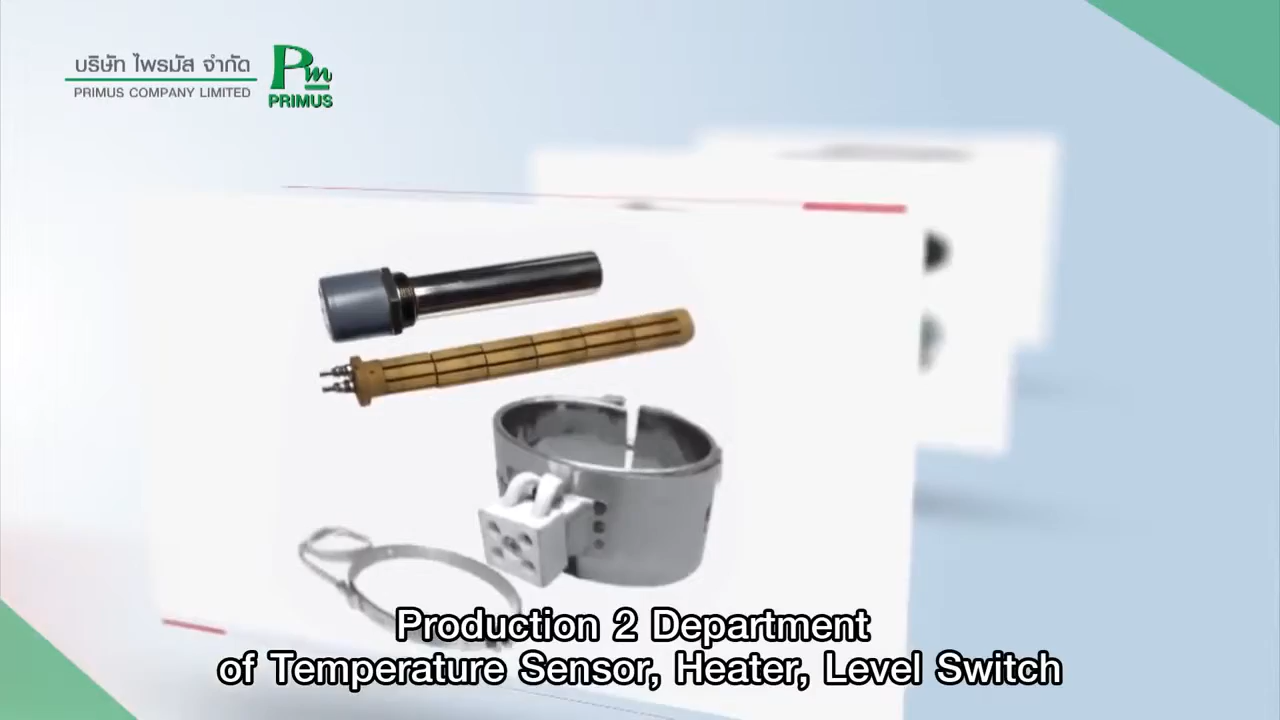 บริษัท ไพรมัส จำกัด
PRIMUS COMPANY LIMITED
Pm
PRIMUS
Production 2 Department
of Temperature Sensor, Heater, Level Switch